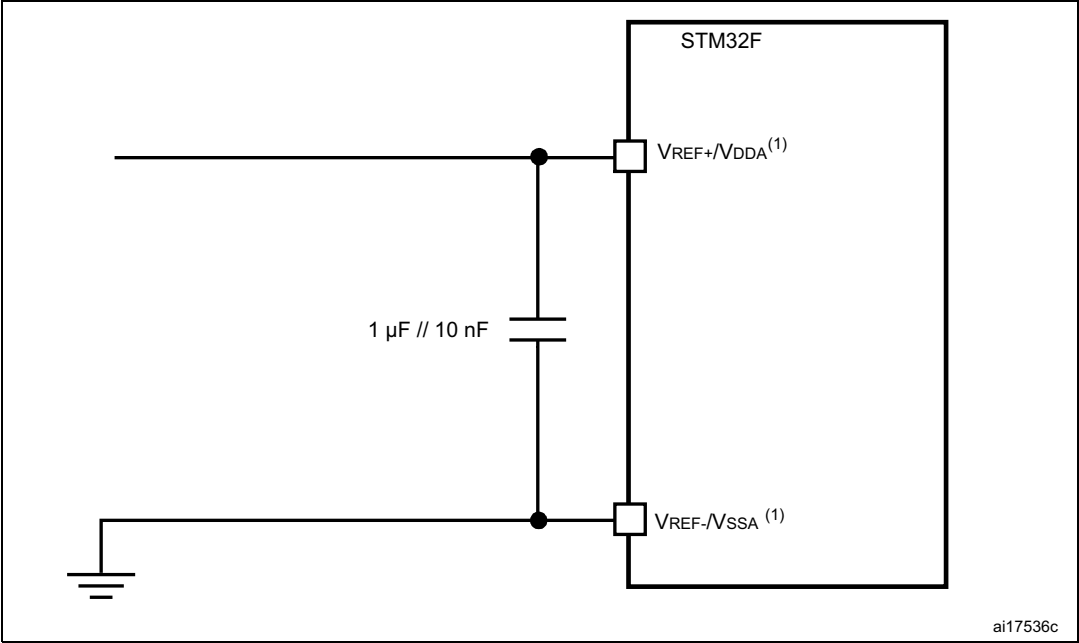 STM32F
VREF+/VDDA(1)
1 µF // 10 nF
VREF-/VSSA (1)
ai17536c